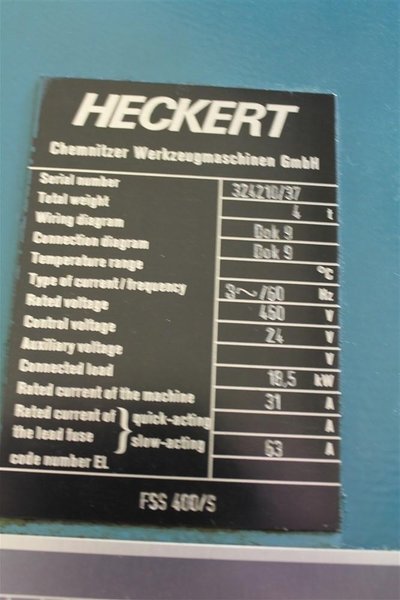 HECKERT
Chemnitzer Werkzeugmaschinen GmbH
Serial number 324210/97
Total weight 4 t
Wiring diagram Dok 9
Connection diagram Dok 9
Temperature range °C
Type of current/frequency 3~/60 Hz
Rated voltage 460 V
Control voltage 24 V
Auxiliary voltage V
Connected load 18,5 kW
Rated current of the machine 31 A
Rated current of } quick-acting A
the lead fuse } slow-acting 63 A
code number EL
FSS 400/S